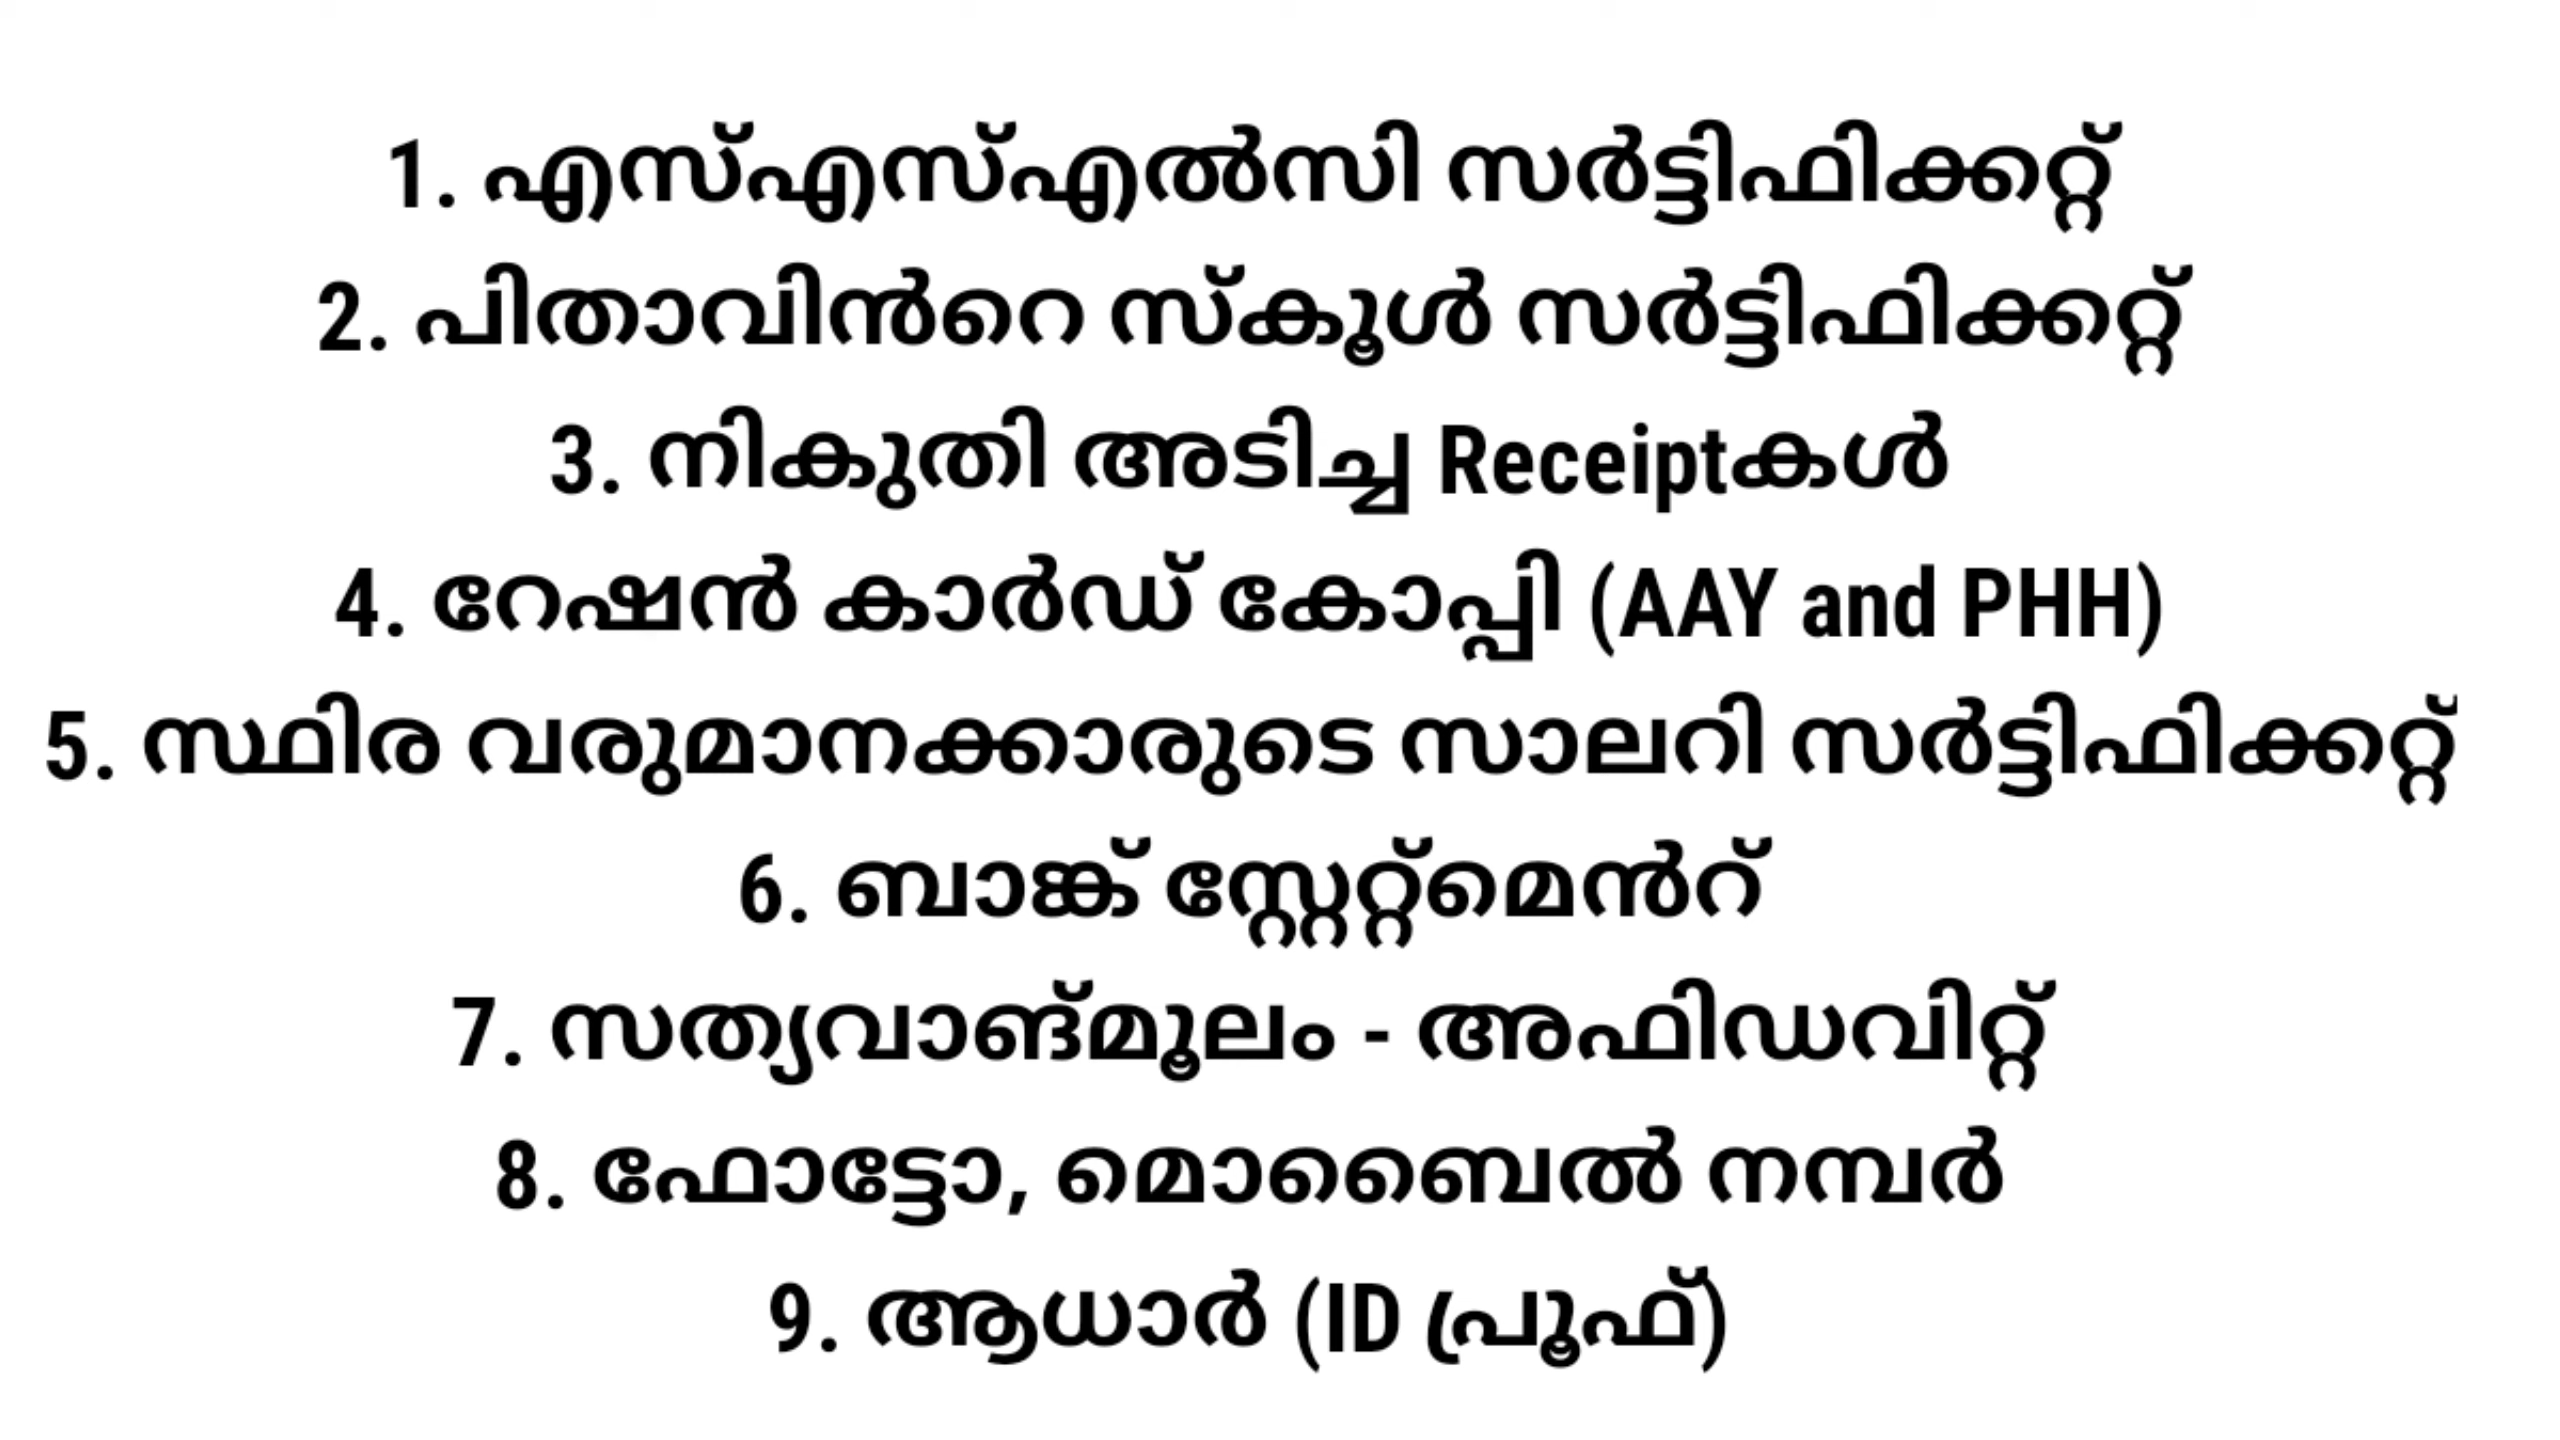 1. എസ്എസ്എൽസി സർട്ടിഫിക്കറ്റ്
2. പിതാവിൻറെ സ്കൂൾ സർട്ടിഫിക്കറ്റ്
3. നികുതി അടിച്ച Receiptകൾ
4. റേഷൻ കാർഡ് കോപ്പി (AAY and PHH)
5. സ്ഥിര വരുമാനക്കാരുടെ സാലറി സർട്ടിഫിക്കറ്റ്
6. ബാങ്ക് സ്റ്റേറ്റ്മെൻറ്
7. സത്യവാങ്മൂലം - അഫിഡവിറ്റ്
8. ഫോട്ടോ, മൊബൈൽ നമ്പർ
9. ആധാർ (ID പ്രൂഫ്)